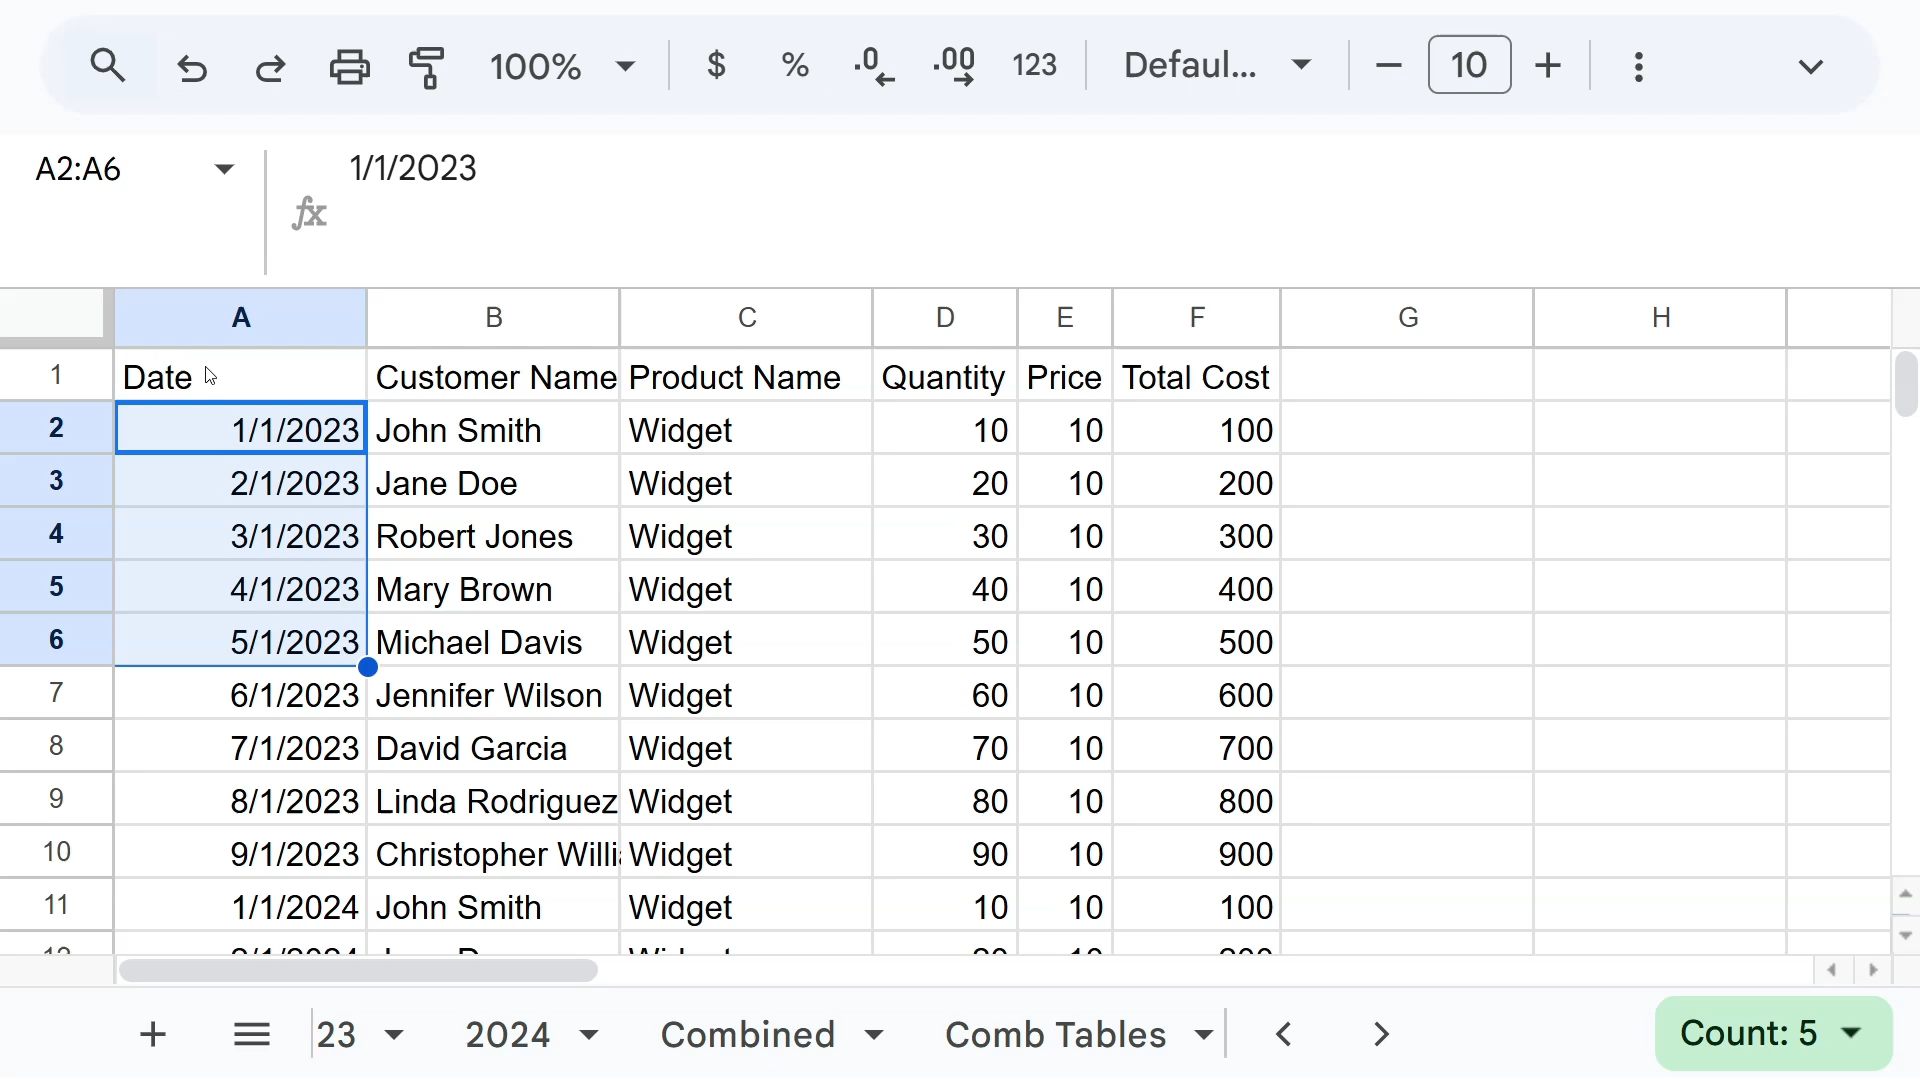 100% $ % .0 .00 123 Defaul... 10
A2:A6 1/1/2023
fx
A B C D E F G H
1 Date Customer Name Product Name Quantity Price Total Cost
2 1/1/2023 John Smith Widget 10 10 100
3 2/1/2023 Jane Doe Widget 20 10 200
4 3/1/2023 Robert Jones Widget 30 10 300
5 4/1/2023 Mary Brown Widget 40 10 400
6 5/1/2023 Michael Davis Widget 50 10 500
7 6/1/2023 Jennifer Wilson Widget 60 10 600
8 7/1/2023 David Garcia Widget 70 10 700
9 8/1/2023 Linda Rodriguez Widget 80 10 800
10 9/1/2023 Christopher Willi Widget 90 10 900
11 1/1/2024 John Smith Widget 10 10 100
23 2024 Combined Comb Tables Count: 5